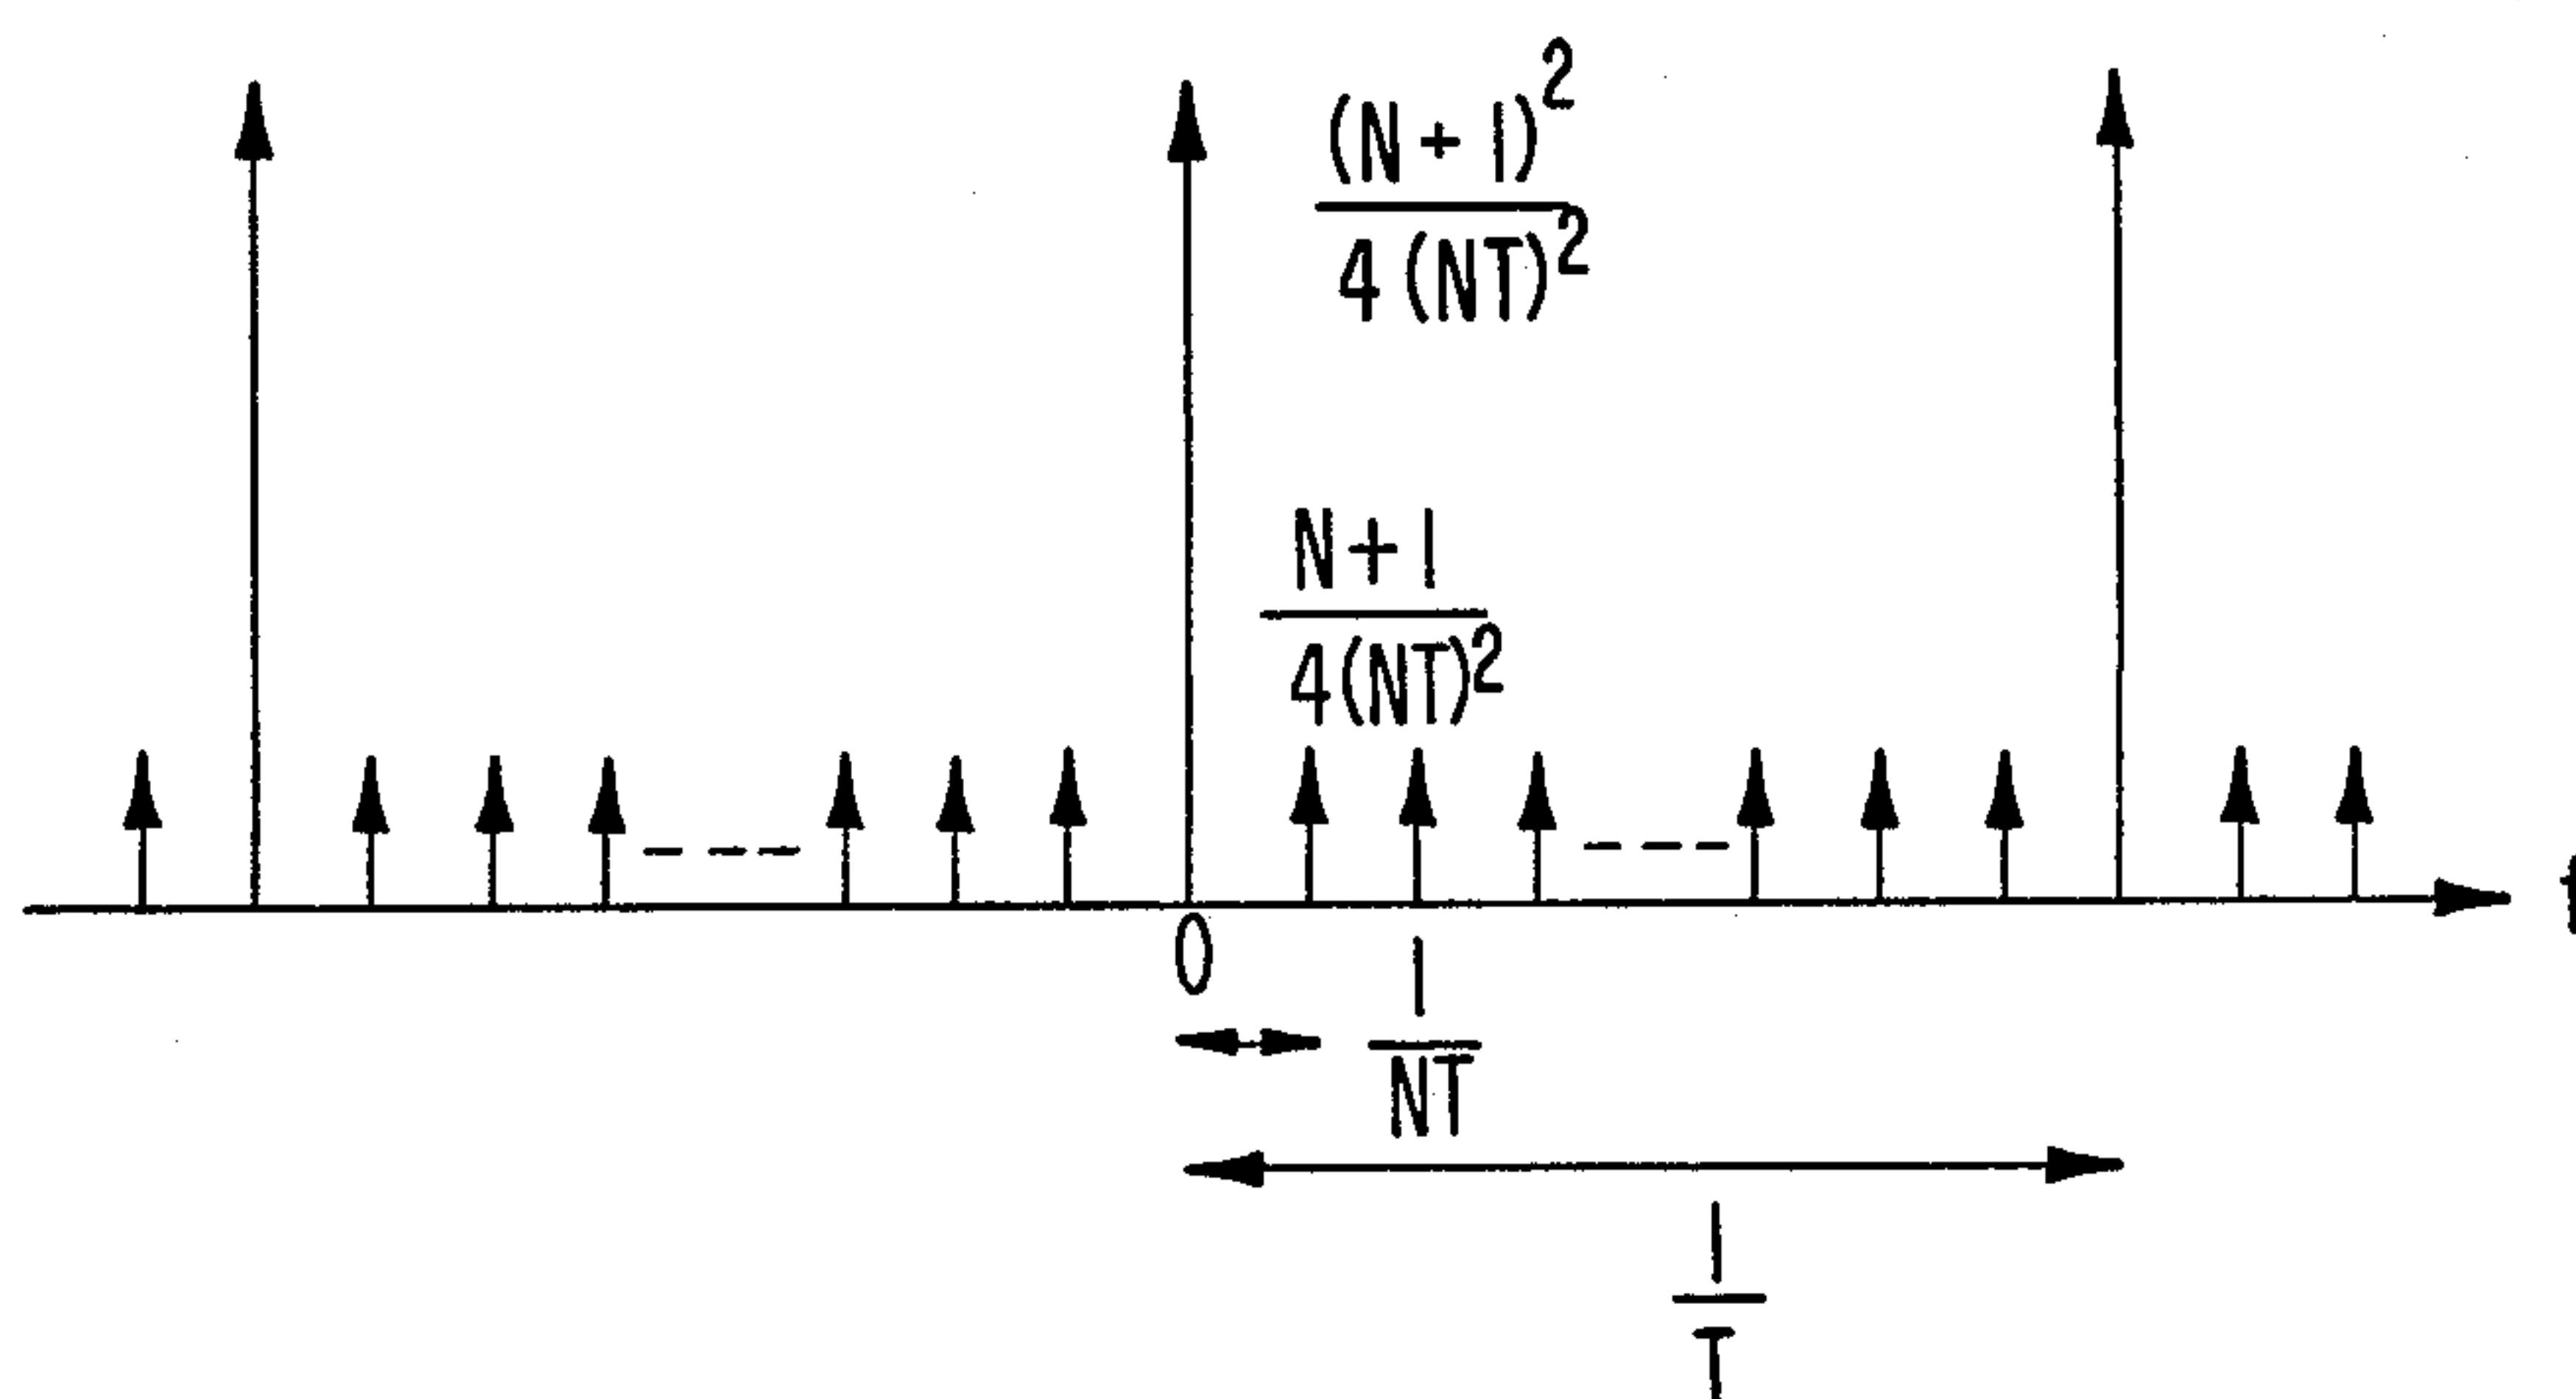 (N + 1)²
4 (NT)²
N + 1
4(NT)²
0
1
NT
1
T
f